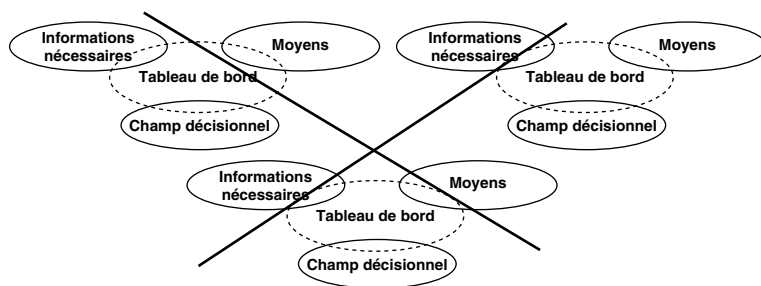 Informations
nécessaires
Moyens
Tableau de bord
Champ décisionnel
Informations
nécessaires
Moyens
Tableau de bord
Champ décisionnel
Informations
nécessaires
Moyens
Tableau de bord
Champ décisionnel